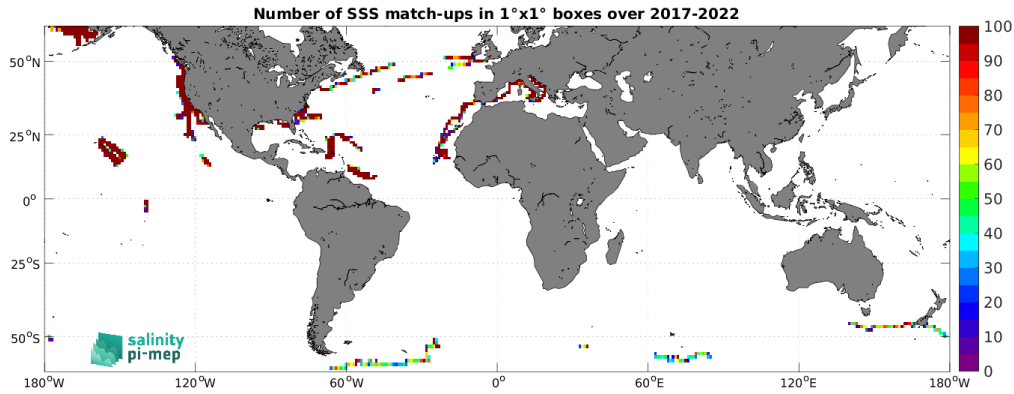 Number of SSS match-ups in 1°x1° boxes over 2017-2022
50°N
25°N
0°
25°S
50°S
180°W
120°W
60°W
0°
60°E
120°E
180°W
salinity
pi-mep
100
90
80
70
60
50
40
30
20
10
0